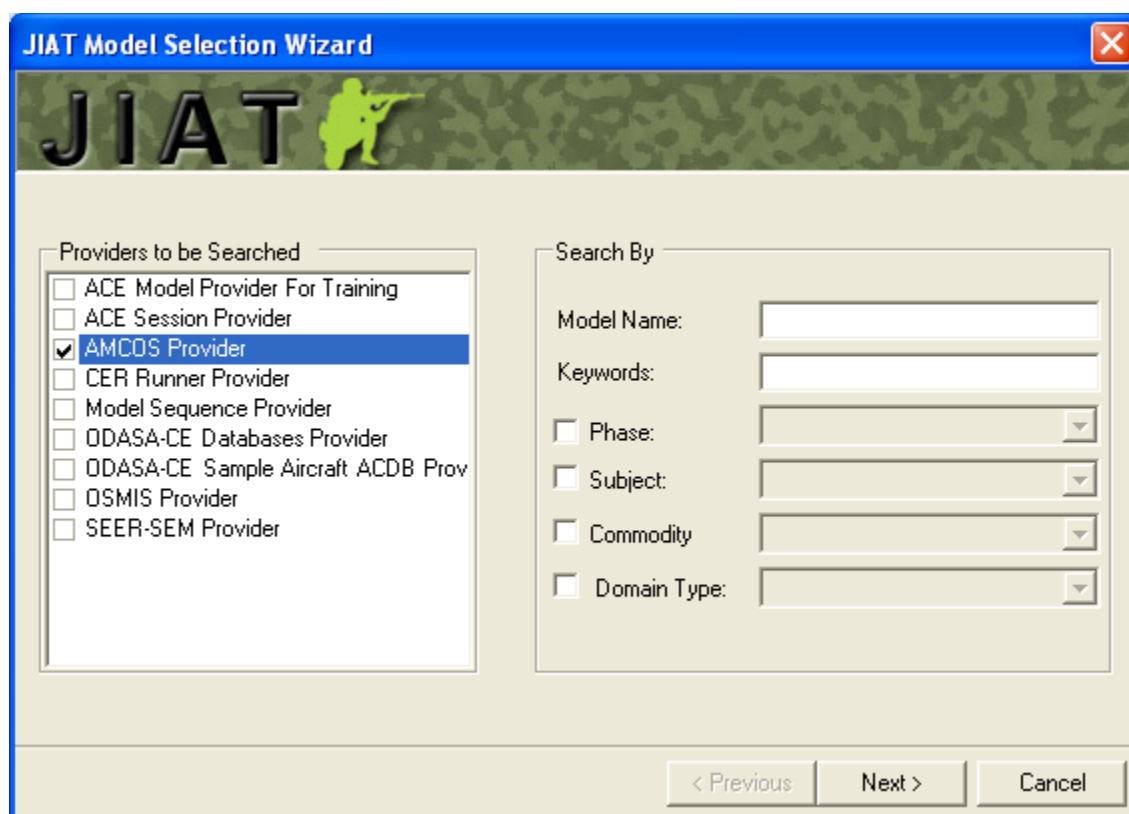 JIAT Model Selection Wizard
JIAT
Providers to be Searched
ACE Model Provider For Training
ACE Session Provider
AMCOS Provider
CER Runner Provider
Model Sequence Provider
ODASA-CE Databases Provider
ODASA-CE Sample Aircraft ACDB Prov
OSMIS Provider
SEER-SEM Provider
Search By
Model Name:
Keywords:
Phase:
Subject:
Commodity
Domain Type:
< Previous
Next >
Cancel